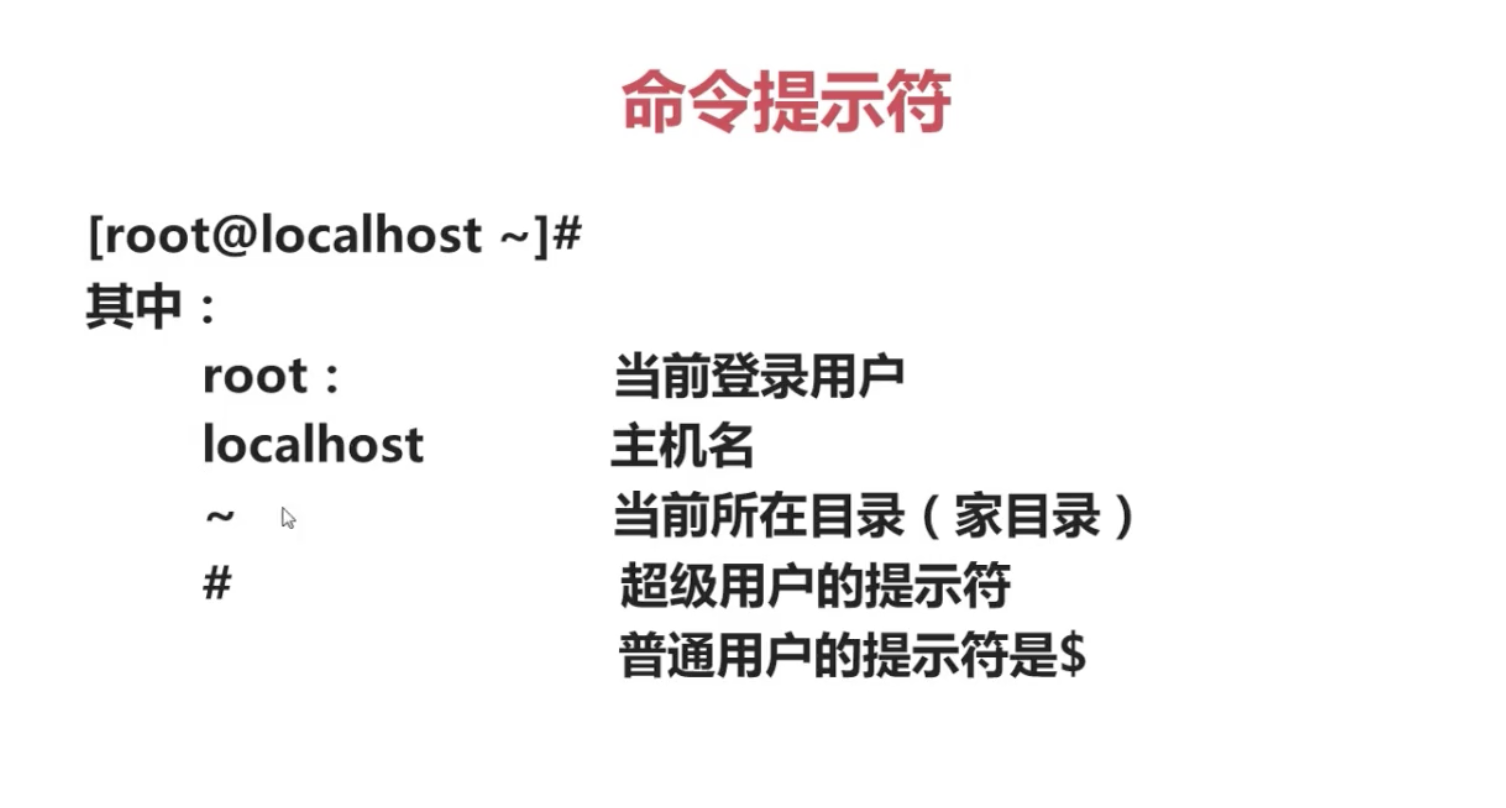 命令提示符
[root@localhost ~]#
其中：
root： 当前登录用户
localhost 主机名
~ 当前所在目录（家目录）
# 超级用户的提示符
普通用户的提示符是$